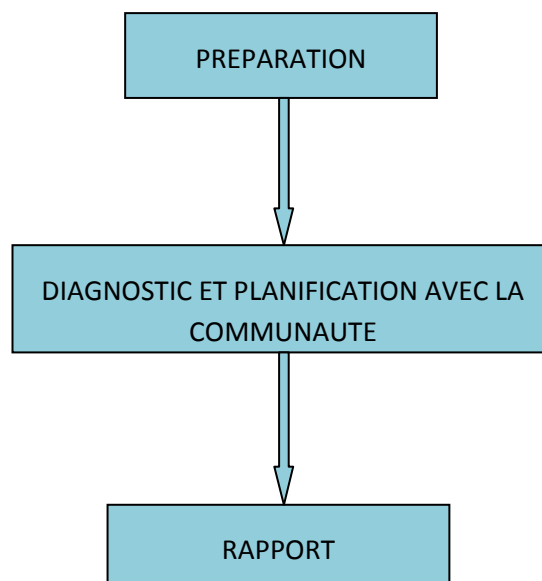 PREPARATION
DIAGNOSTIC ET PLANIFICATION AVEC LA
COMMUNAUTE
RAPPORT